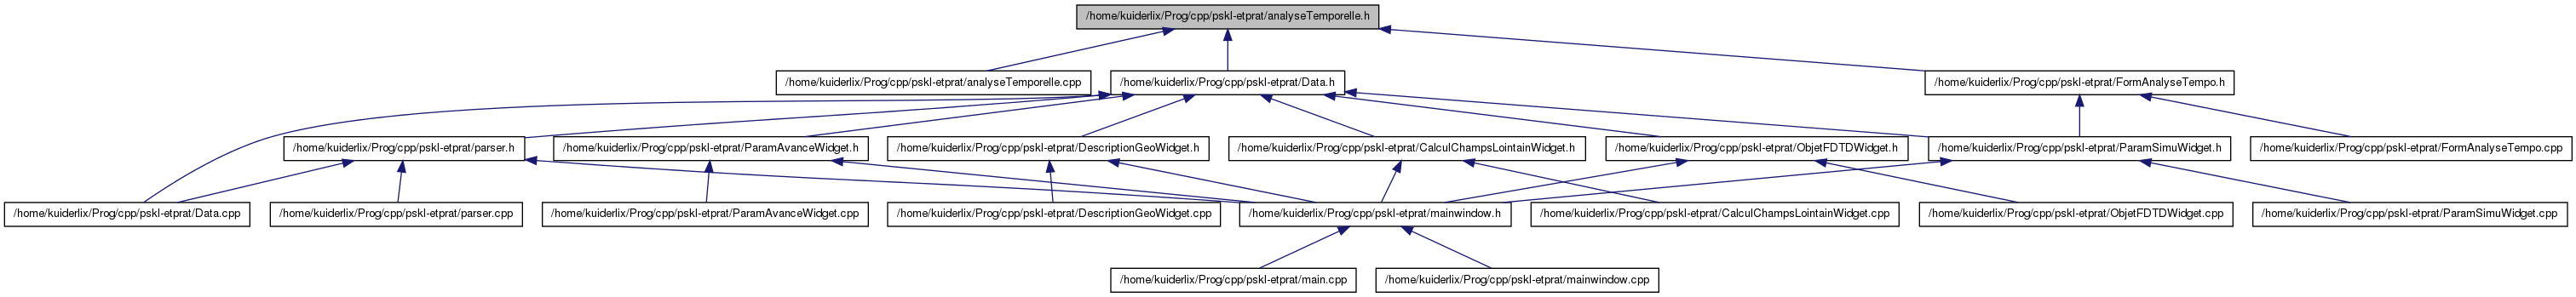 /home/kuiderlix/Prog/cpp/pskl-etprat/analyseTemporelle.h
/home/kuiderlix/Prog/cpp/pskl-etprat/analyseTemporelle.cpp
/home/kuiderlix/Prog/cpp/pskl-etprat/Data.h
/home/kuiderlix/Prog/cpp/pskl-etprat/FormAnalyseTempo.h
/home/kuiderlix/Prog/cpp/pskl-etprat/parser.h
/home/kuiderlix/Prog/cpp/pskl-etprat/ParamAvanceWidget.h
/home/kuiderlix/Prog/cpp/pskl-etprat/DescriptionGeoWidget.h
/home/kuiderlix/Prog/cpp/pskl-etprat/CalculChampsLointainWidget.h
/home/kuiderlix/Prog/cpp/pskl-etprat/ObjetFDTDWidget.h
/home/kuiderlix/Prog/cpp/pskl-etprat/ParamSimuWidget.h
/home/kuiderlix/Prog/cpp/pskl-etprat/FormAnalyseTempo.cpp
/home/kuiderlix/Prog/cpp/pskl-etprat/Data.cpp
/home/kuiderlix/Prog/cpp/pskl-etprat/parser.cpp
/home/kuiderlix/Prog/cpp/pskl-etprat/ParamAvanceWidget.cpp
/home/kuiderlix/Prog/cpp/pskl-etprat/DescriptionGeoWidget.cpp
/home/kuiderlix/Prog/cpp/pskl-etprat/mainwindow.h
/home/kuiderlix/Prog/cpp/pskl-etprat/CalculChampsLointainWidget.cpp
/home/kuiderlix/Prog/cpp/pskl-etprat/ObjetFDTDWidget.cpp
/home/kuiderlix/Prog/cpp/pskl-etprat/ParamSimuWidget.cpp
/home/kuiderlix/Prog/cpp/pskl-etprat/main.cpp
/home/kuiderlix/Prog/cpp/pskl-etprat/mainwindow.cpp